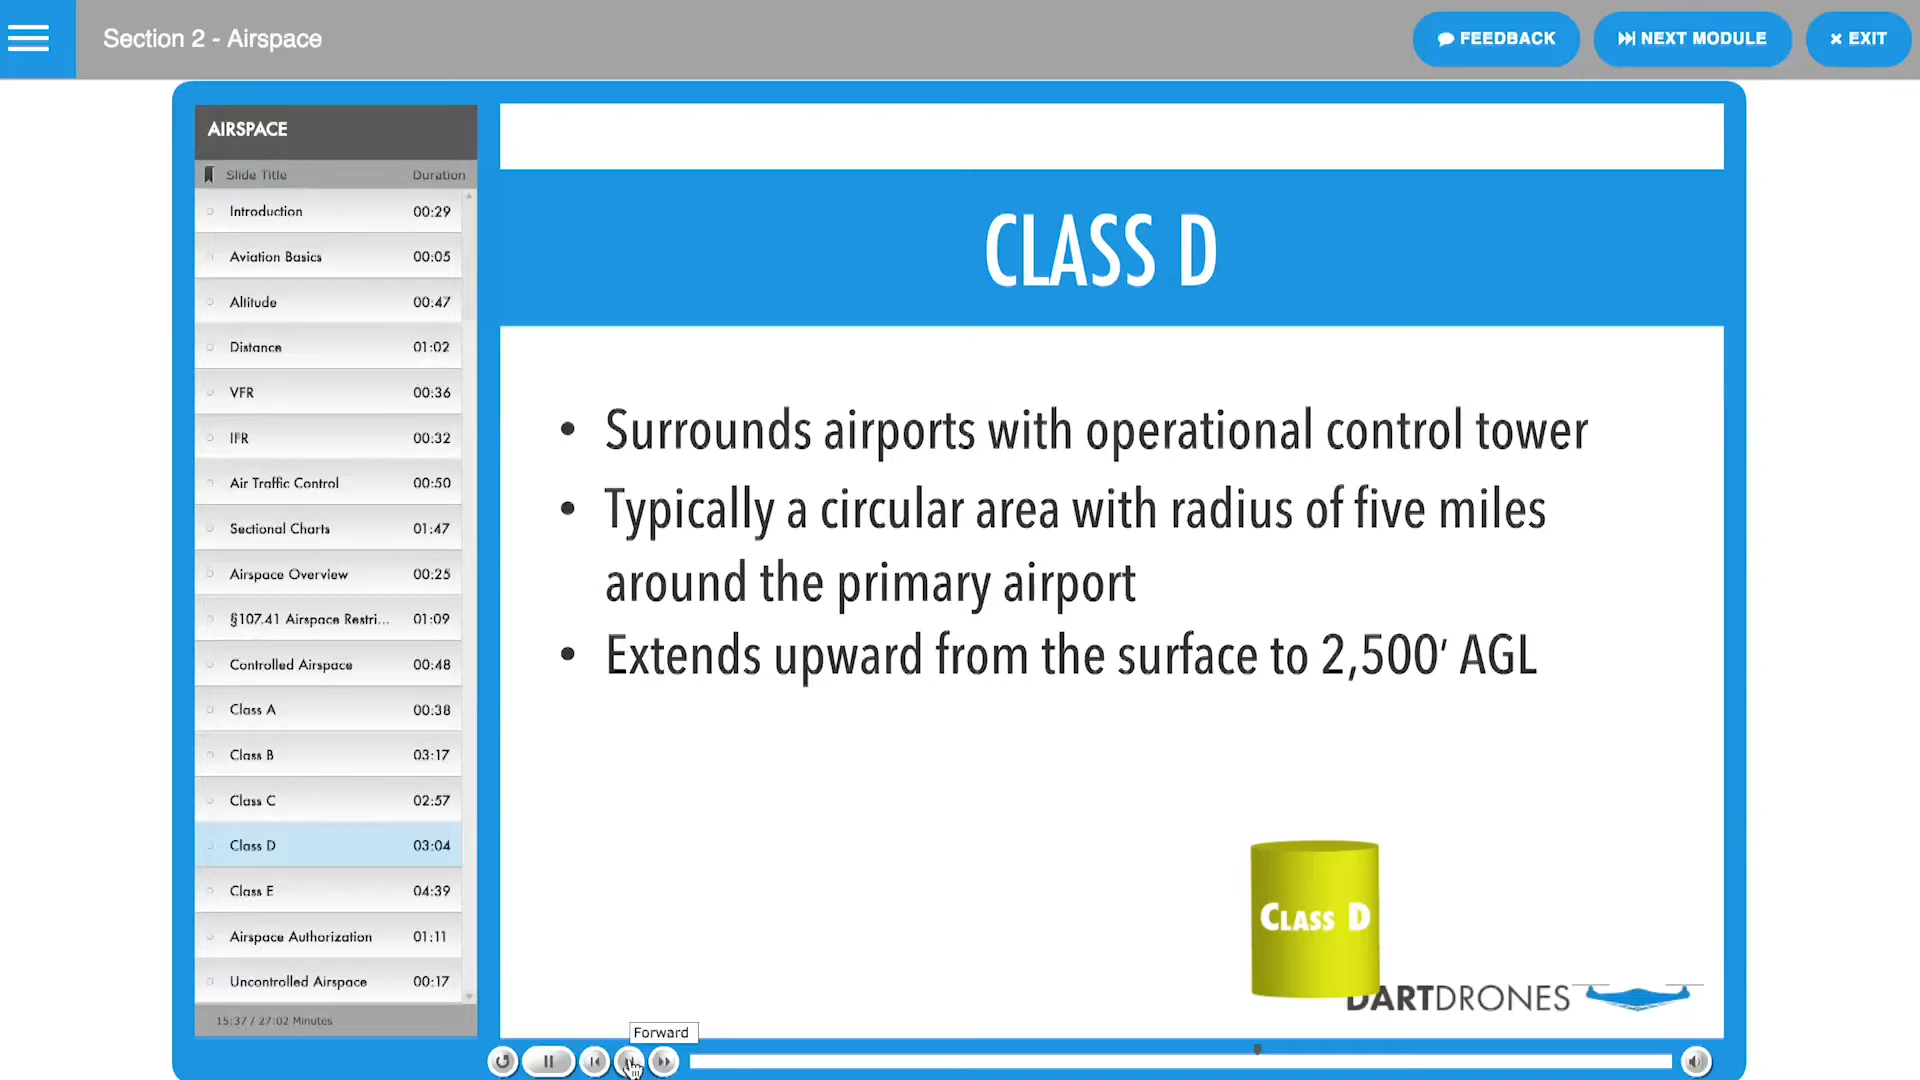 Section 2 - Airspace
FEEDBACK
NEXT MODULE
× EXIT
AIRSPACE
Slide Title Duration
Introduction 00:29
Aviation Basics 00:05
Altitude 00:47
Distance 01:02
VFR 00:36
IFR 00:32
Air Traffic Control 00:50
Sectional Charts 01:47
Airspace Overview 00:25
§107.41 Airspace Restri... 01:09
Controlled Airspace 00:48
Class A 00:38
Class B 03:17
Class C 02:57
Class D 03:04
Class E 04:39
Airspace Authorization 01:11
Uncontrolled Airspace 00:17
15:37 / 27:02 Minutes
CLASS D
• Surrounds airports with operational control tower
• Typically a circular area with radius of five miles
around the primary airport
• Extends upward from the surface to 2,500′ AGL
CLASS D
DARTDRONES
Forward